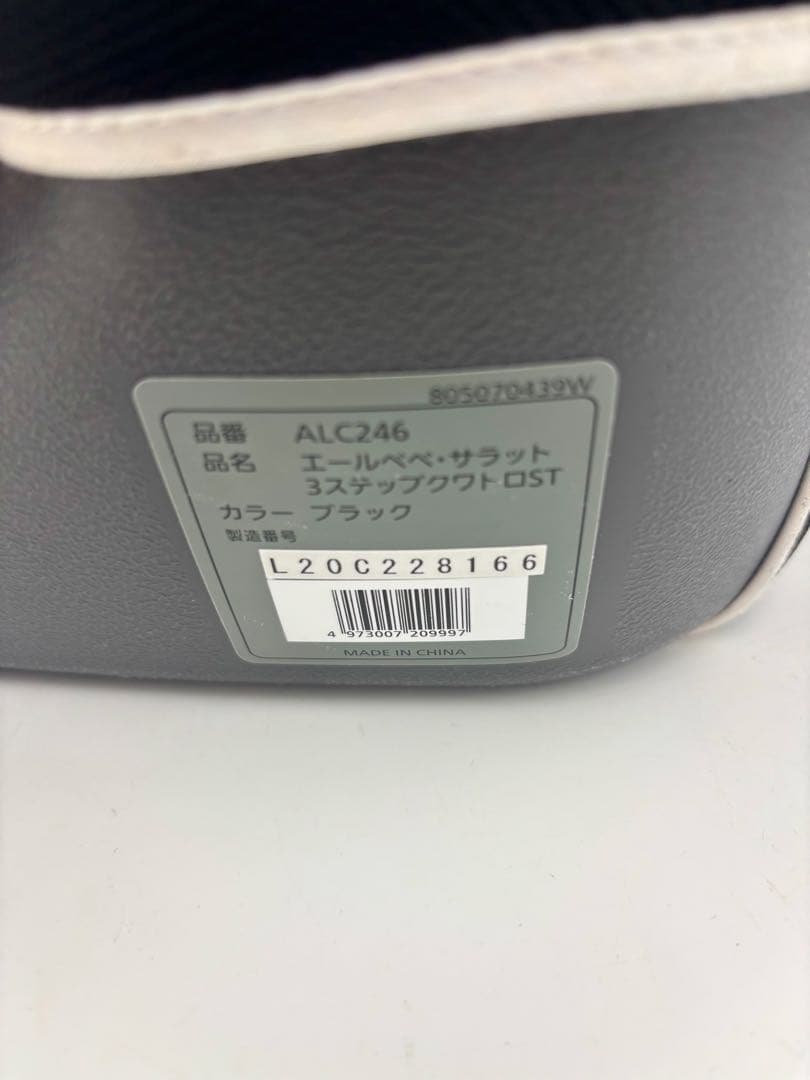 805070439W
品番 ALC246
品名 エールベベ・サラット
3ステップクワトロST
カラー ブラック
製造番号
L20C228166
4 973007 209997
MADE IN CHINA